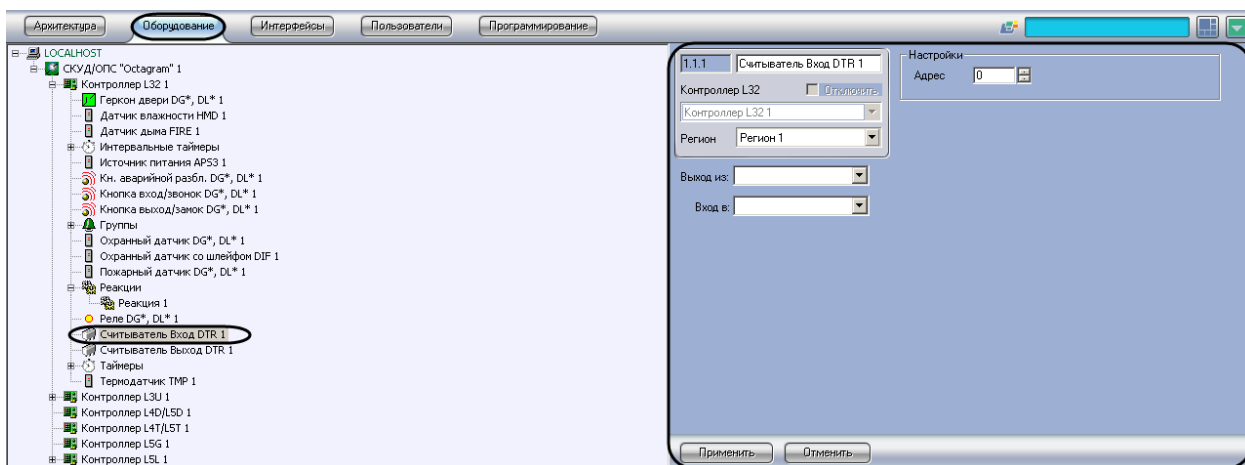 Архитектура Оборудование Интерфейсы Пользователи Программирование
LOCALHOST
СКУД/ОПС "Octagram" 1
Контроллер L32 1
Геркон двери DG*, DL* 1
Датчик влажности HMD 1
Датчик дыма FIRE 1
Интервальные таймеры
Источник питания APS3 1
Кн. аварийной разбл. DG*, DL* 1
Кнопка вход/звонок DG*, DL* 1
Кнопка выход/замок DG*, DL* 1
Группы
Охранный датчик DG*, DL* 1
Охранный датчик со шлейфом DIF 1
Пожарный датчик DG*, DL* 1
Реакции
Реакция 1
Реле DG*, DL* 1
Считыватель Вход DTR 1
Считыватель Выход DTR 1
Таймеры
Термодатчик TMP 1
Контроллер L3U 1
Контроллер L4D/L5D 1
Контроллер L4T/L5T 1
Контроллер L5G 1
Контроллер L5L 1
1.1.1 Считыватель Вход DTR 1
Контроллер L32 Отключить
Контроллер L32 1
Регион Регион 1
Выход из:
Вход в:
Настройки
Адрес 0
Применить Отменить